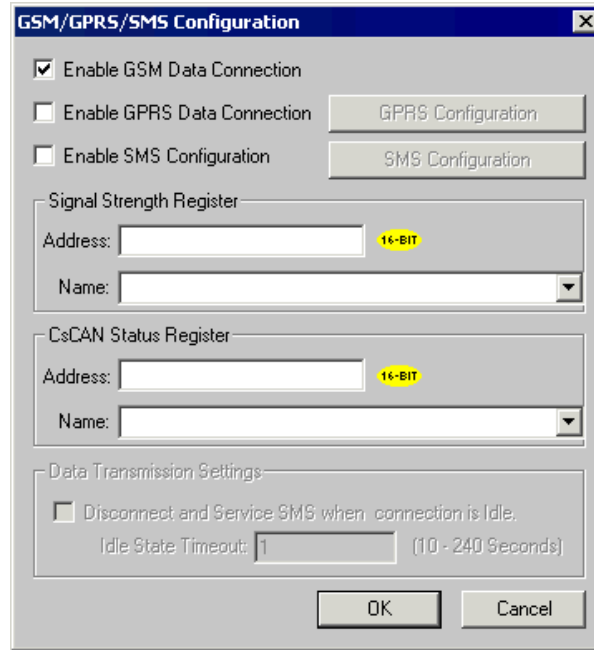 GSM/GPRS/SMS Configuration
Enable GSM Data Connection
Enable GPRS Data Connection GPRS Configuration
Enable SMS Configuration SMS Configuration
Signal Strength Register
Address: 16-BIT
Name:
CsCAN Status Register
Address: 16-BIT
Name:
Data Transmission Settings
Disconnect and Service SMS when connection is Idle.
Idle State Timeout: 1 (10 - 240 Seconds)
OK Cancel